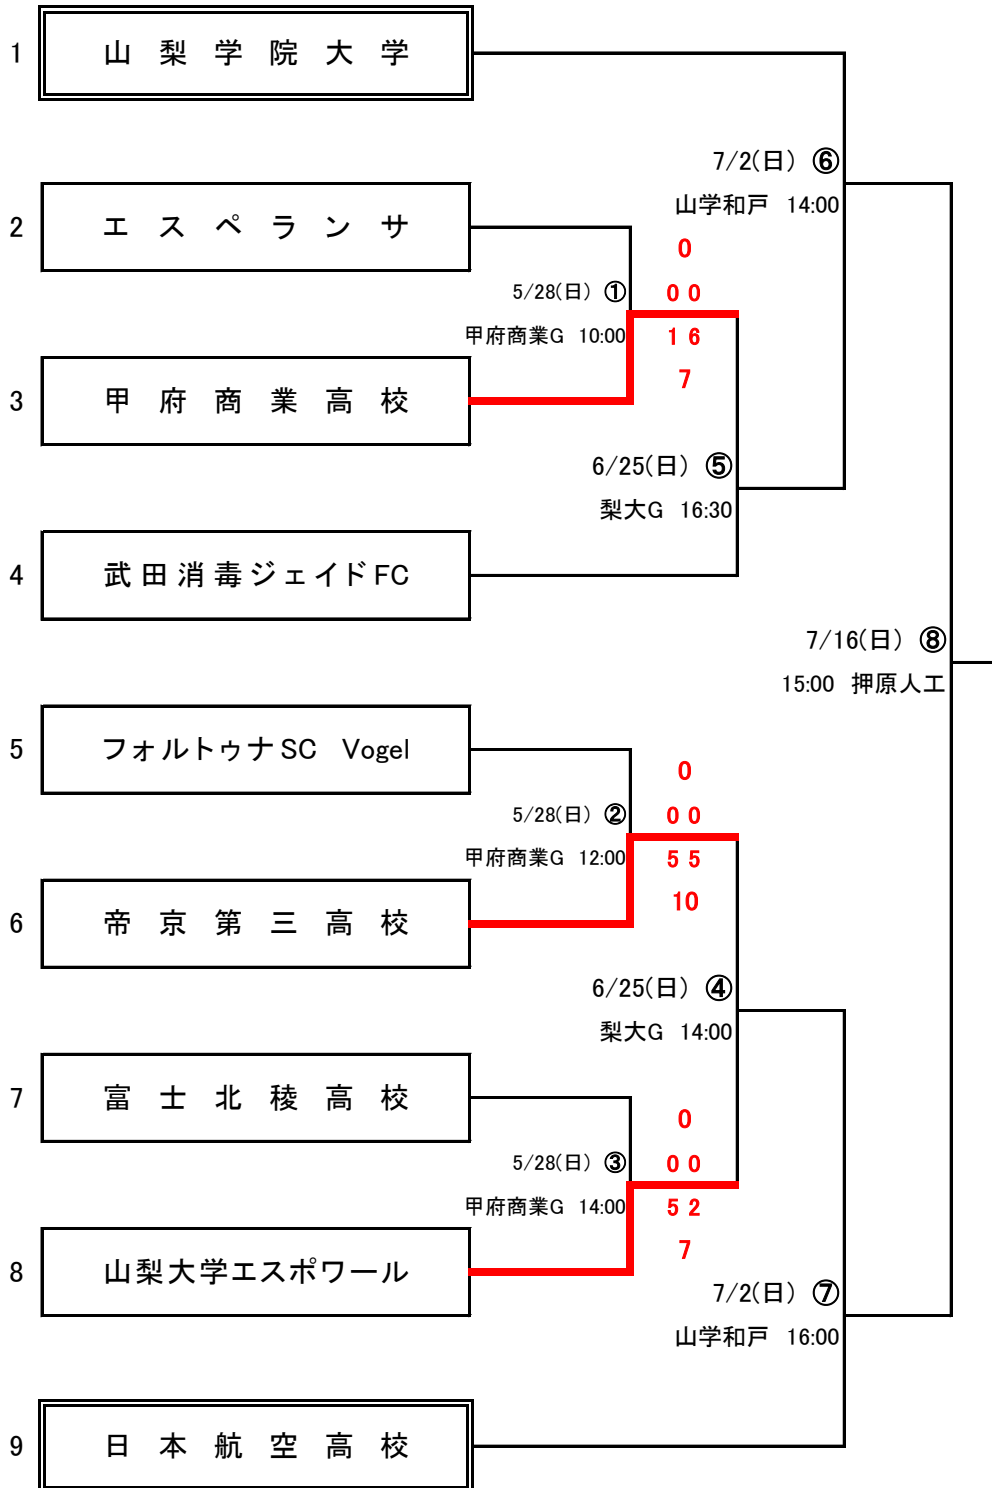 1 山梨学院大学
7/2(日) ⑥
山学和戸 14:00
2 エスペランサ
0
5/28(日) ① 0 0
甲府商業G 10:00 1 6
7
3 甲府商業高校
6/25(日) ⑤
梨大G 16:30
4 武田消毒ジェイドFC
7/16(日) ⑧
15:00 押原人工
5 フォルトゥナSC Vogel
0
5/28(日) ② 0 0
甲府商業G 12:00 5 5
10
6 帝京第三高校
6/25(日) ④
梨大G 14:00
7 富士北稜高校
0
5/28(日) ③ 0 0
甲府商業G 14:00 5 2
7
8 山梨大学エスポワール
7/2(日) ⑦
山学和戸 16:00
9 日本航空高校